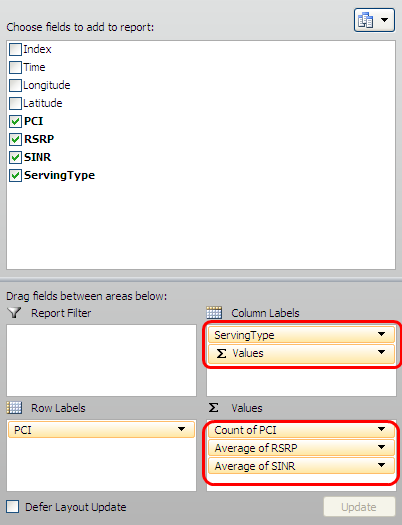 Choose fields to add to report:
Index
Time
Longitude
Latitude
PCI
RSRP
SINR
ServingType
Drag fields between areas below:
Report Filter
Column Labels
ServingType
Σ Values
Row Labels
PCI
Σ Values
Count of PCI
Average of RSRP
Average of SINR
Defer Layout Update
Update